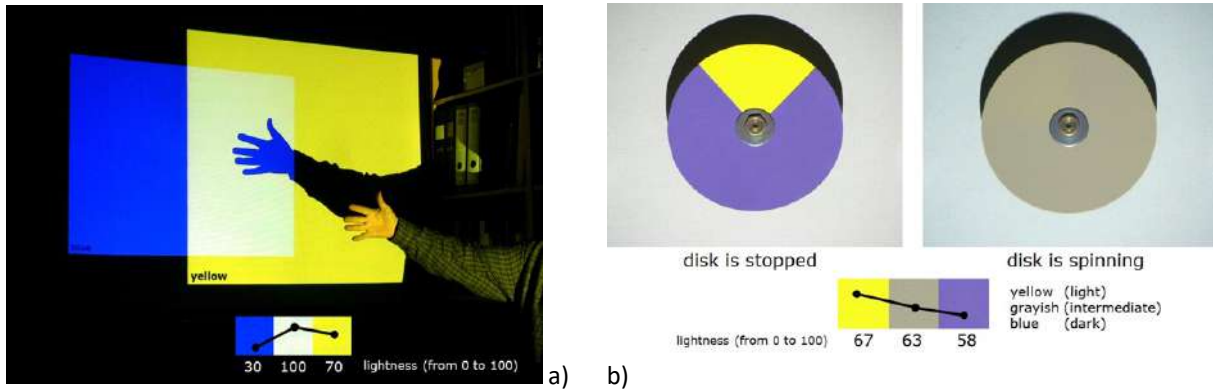 blue
yellow
30 100 70 lightness (from 0 to 100)
a)
b)
disk is stopped
disk is spinning
yellow (light)
grayish (intermediate)
blue (dark)
lightness (from 0 to 100) 67 63 58